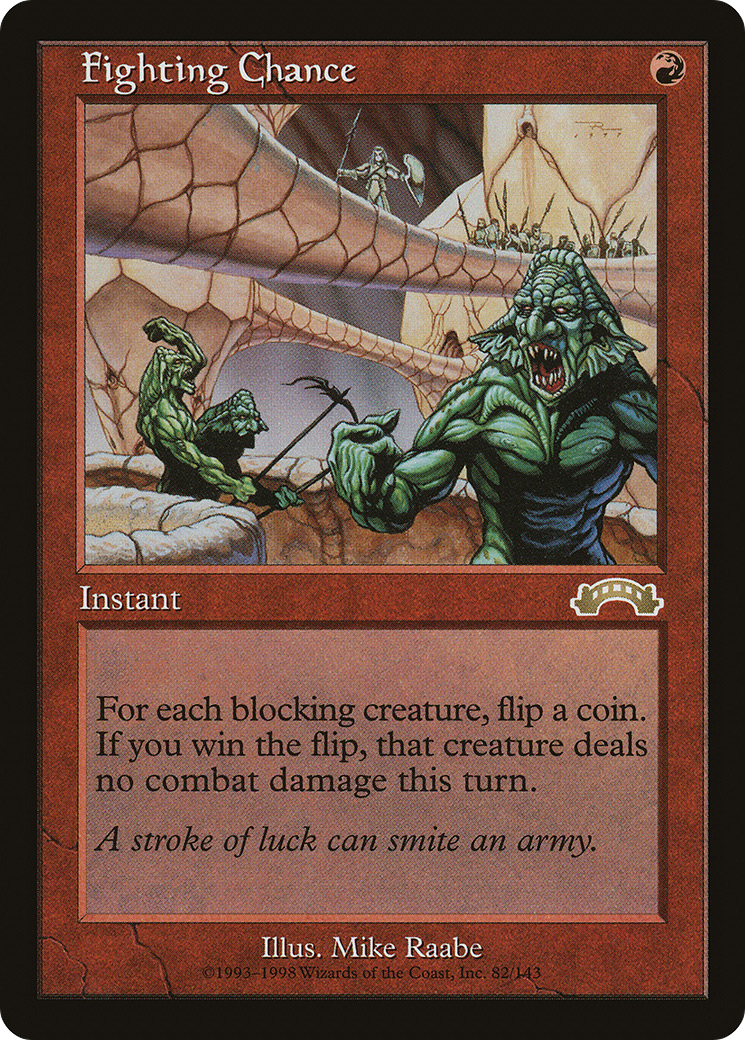 Fighting Chance
1997
Instant
For each blocking creature, flip a coin.
If you win the flip, that creature deals
no combat damage this turn.
A stroke of luck can smite an army.
Illus. Mike Raabe
©1993–1998 Wizards of the Coast, Inc. 82/143